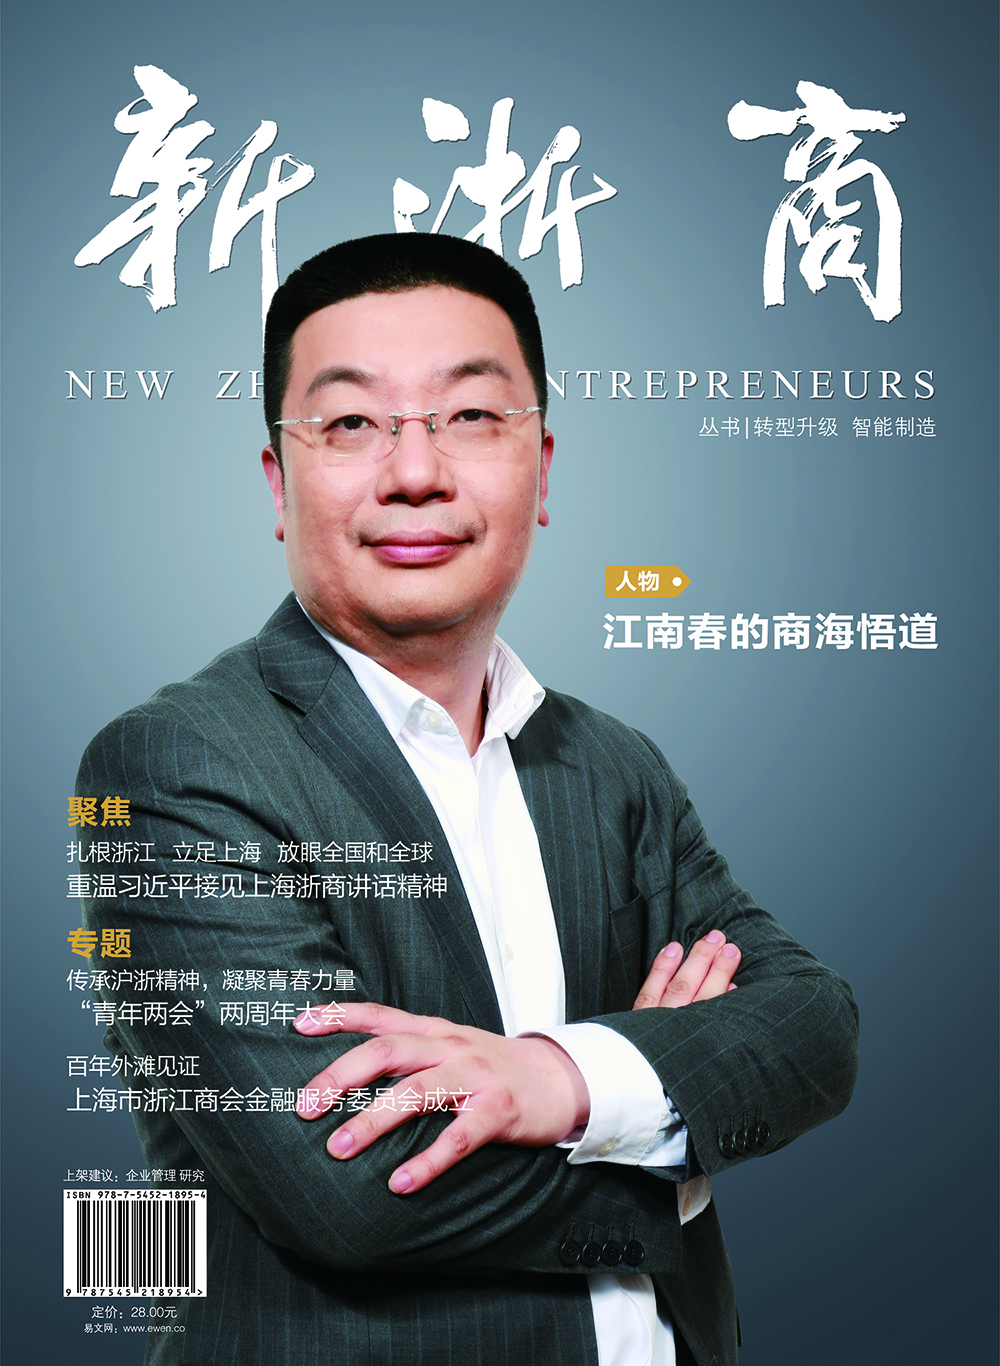 新浙商
NEW ZH NTREPRENEURS
丛书|转型升级 智能制造
人物
江南春的商海悟道
聚焦
扎根浙江 立足上海 放眼全国和全球
重温习近平接见上海浙商讲话精神
专题
传承沪浙精神，凝聚青春力量
“青年两会”两周年大会
百年外滩见证
上海市浙江商会金融服务委员会成立
上架建议：企业管理 研究
ISBN 978-7-5452-1895-4
9 787545 218954 >
定价：28.00元
易文网：www.ewen.co